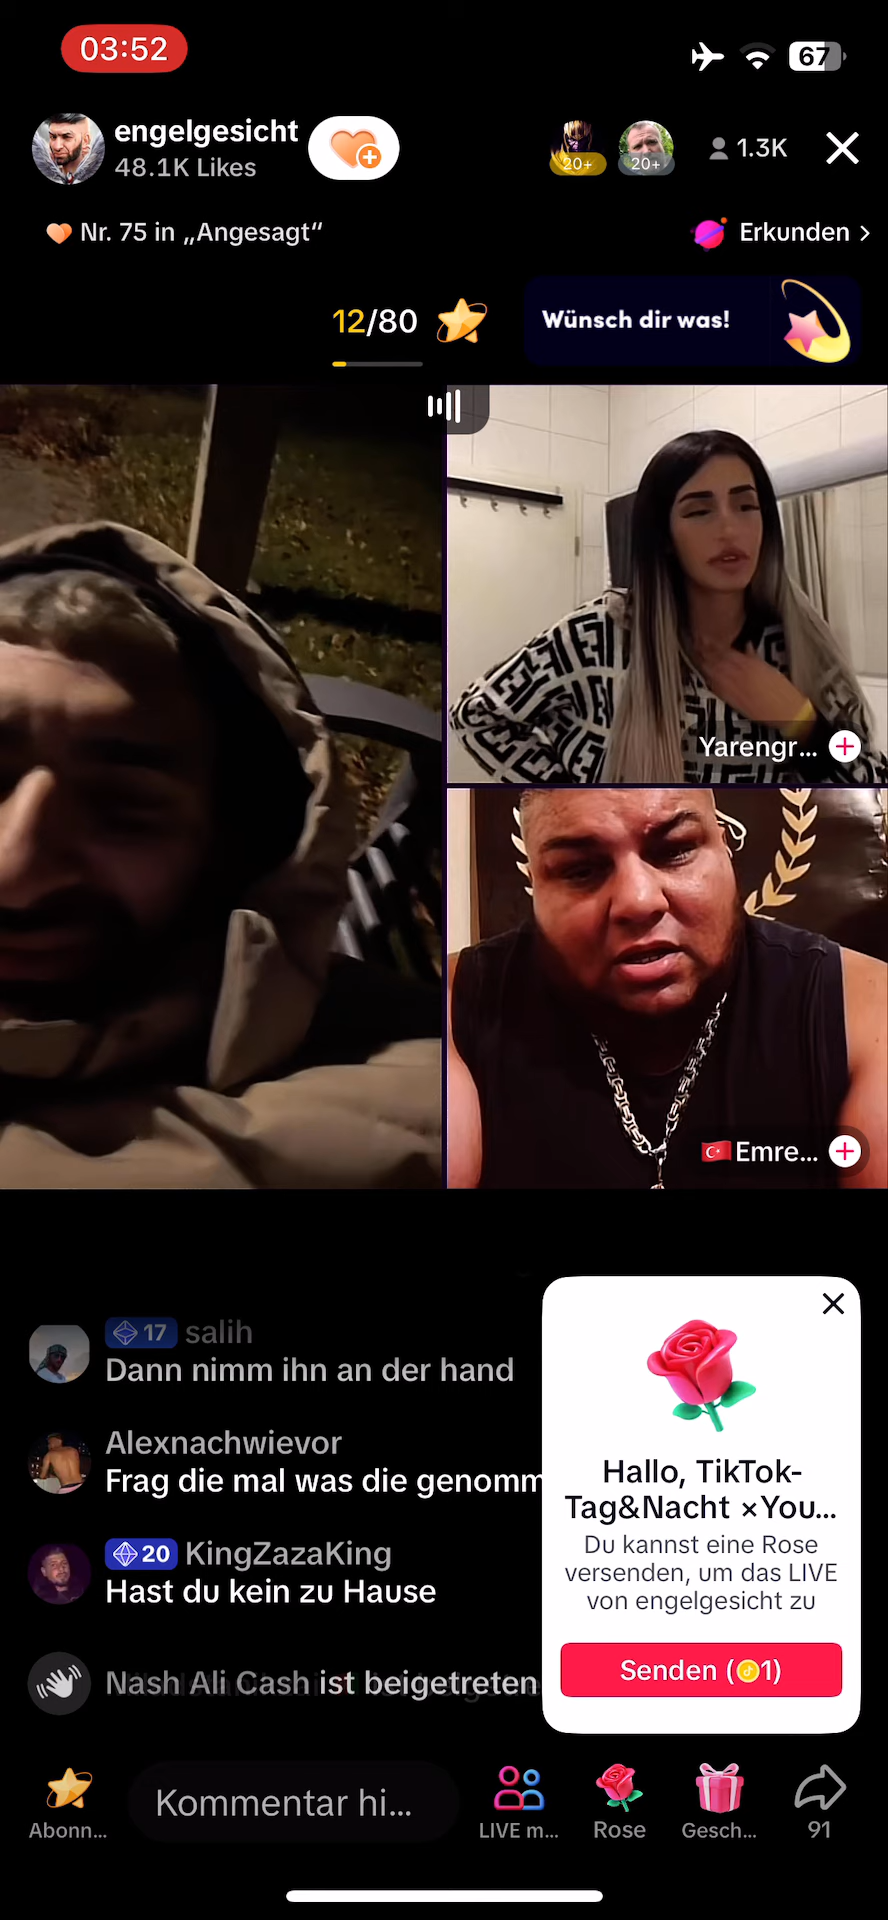 03:52
67
engelgesicht
48.1K Likes
20+
20+
1.3K
Nr. 75 in „Angesagt“
Erkunden >
12/80
Wünsch dir was!
Yarengr...
Emre...
17 salih
Dann nimm ihn an der hand
Alexnachwievor
Frag die mal was die genomm
20 KingZazaKing
Hast du kein zu Hause
Nash Ali Cash ist beigetreten
Hallo, TikTok-
Tag&Nacht ×You...
Du kannst eine Rose
versenden, um das LIVE
von engelgesicht zu
Senden (1)
Abonn...
Kommentar hi...
LIVE m...
Rose
Gesch...
91